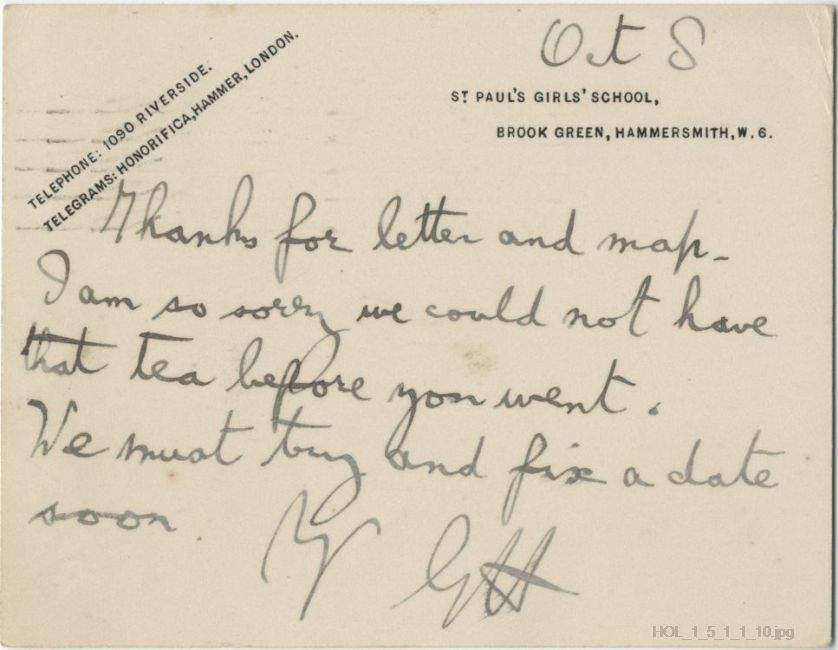 Oct 8
TELEPHONE: 1090 RIVERSIDE.
TELEGRAMS: HONORIFICA, HAMMER, LONDON.
ST PAUL'S GIRLS' SCHOOL,
BROOK GREEN, HAMMERSMITH, W. 6.
Thanks for letter and map_
I am so sorry we could not have
that tea before you went.
We must try and fix a date
soon.
GH
HOL_1_5_1_1_10.jpg